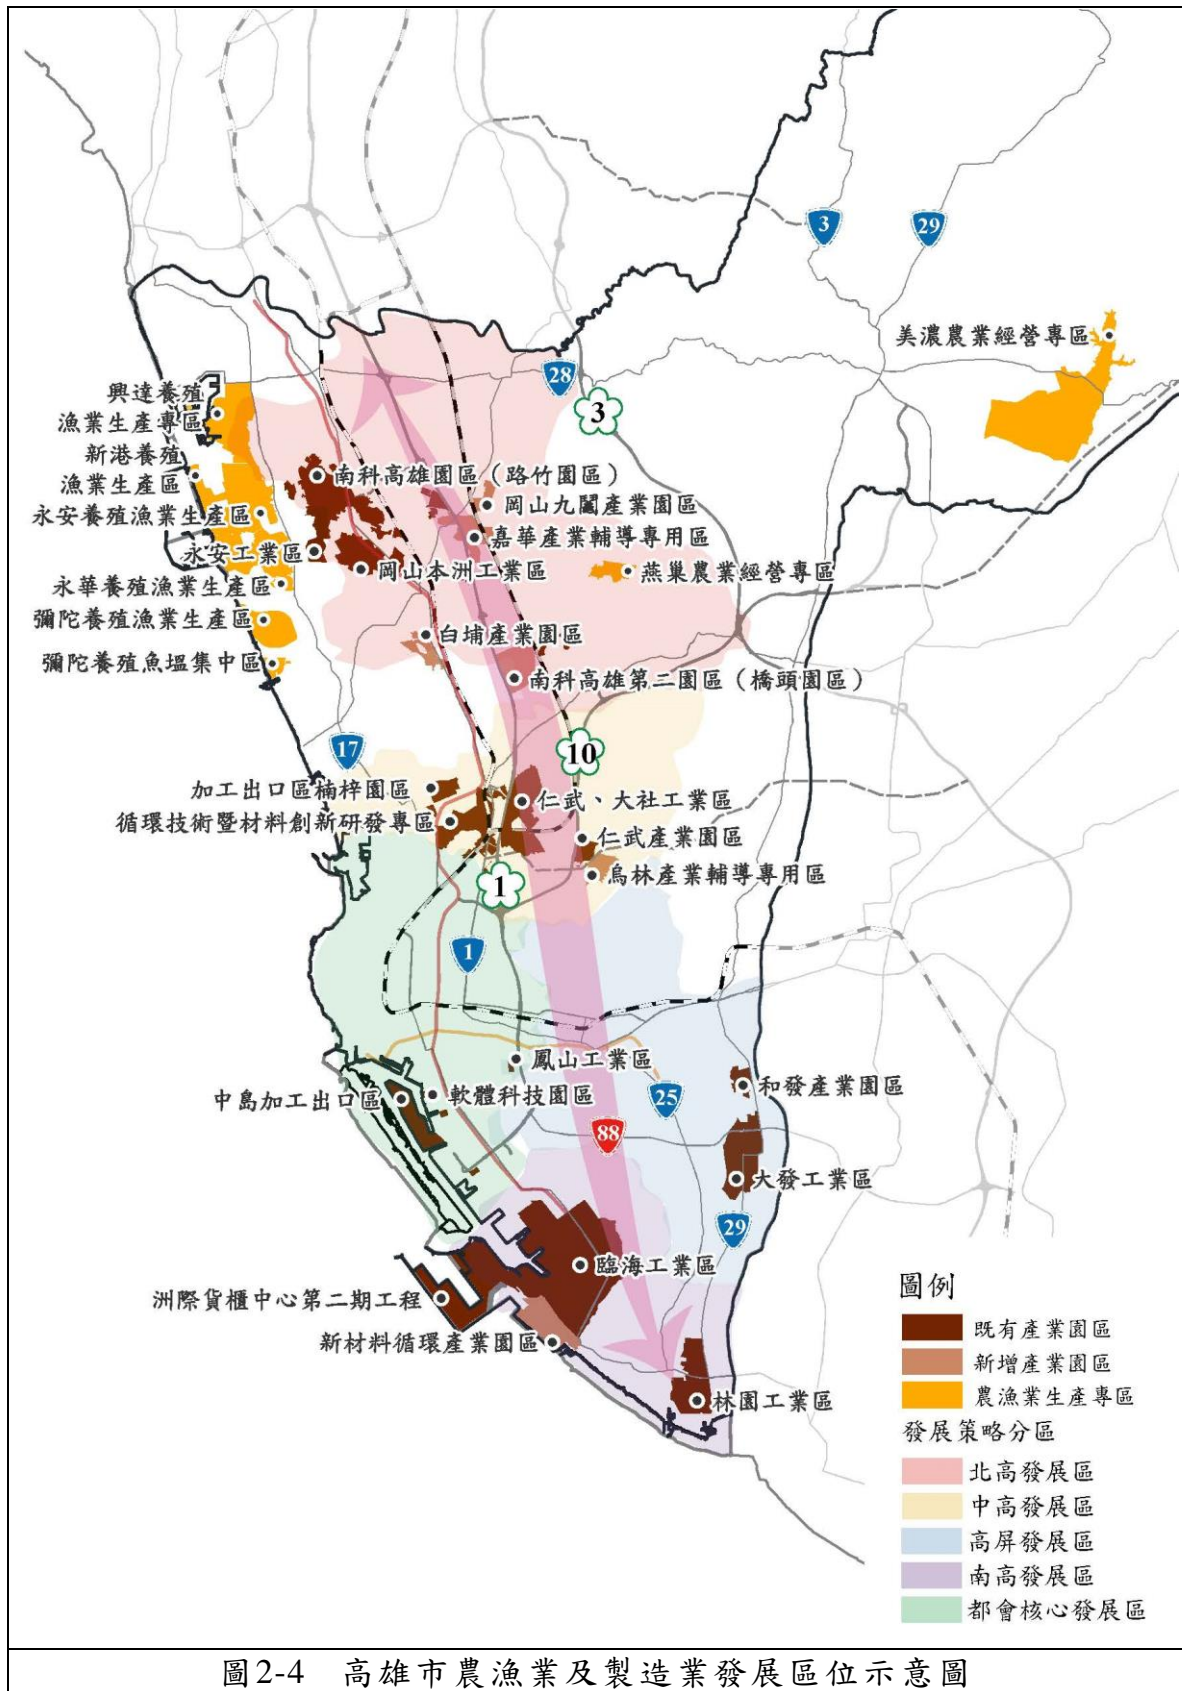 3
29
美濃農業經營專區
28
3
興達養殖
漁業生產專區
新港養殖
漁業生產區
南科高雄園區（路竹園區）
岡山九鬮產業園區
永安養殖漁業生產區
嘉華產業輔導專用區
永安工業區
岡山本洲工業區
燕巢農業經營專區
永華養殖漁業生產區
彌陀養殖漁業生產區
白埔產業園區
彌陀養殖魚塭集中區
南科高雄第二園區（橋頭園區）
17
10
加工出口區楠梓園區
仁武、大社工業區
循環技術暨材料創新研發專區
仁武產業園區
烏林產業輔導專用區
1
1
鳳山工業區
和發產業園區
中島加工出口區
軟體科技園區
25
88
大發工業區
29
臨海工業區
洲際貨櫃中心第二期工程
新材料循環產業園區
林園工業區
圖例
既有產業園區
新增產業園區
農漁業生產專區
發展策略分區
北高發展區
中高發展區
高屏發展區
南高發展區
都會核心發展區
圖2-4 高雄市農漁業及製造業發展區位示意圖